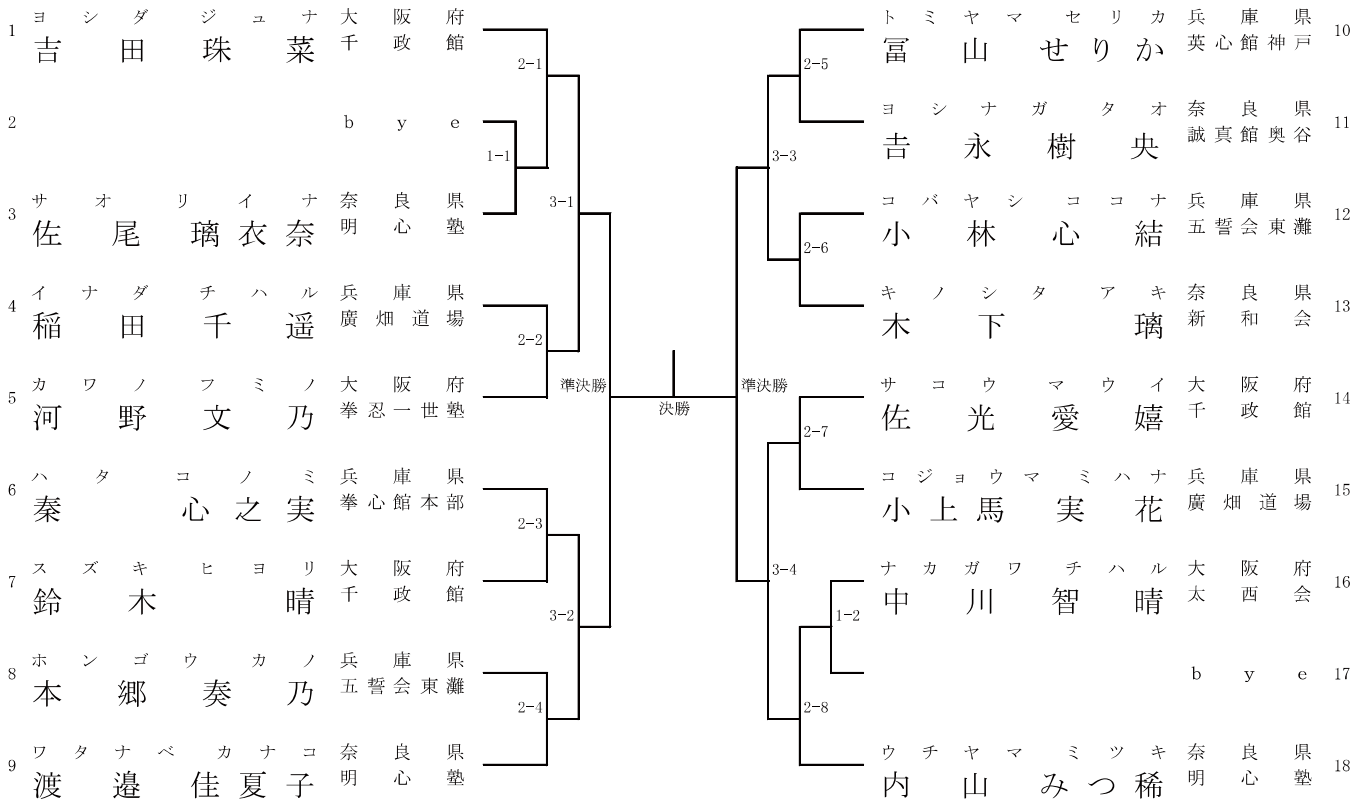 ヨシダ ジュナ 大阪府
1 吉田珠菜 千政館
2 bye
サオ リイナ 奈良県
3 佐尾璃衣奈 明心塾
イナダ チハル 兵庫県
4 稲田千遥 廣畑道場
カワノ フミノ 大阪府
5 河野文乃 拳忍一世塾
ハタ コノミ 兵庫県
6 秦心之実 拳心館本部
スズキ ヒヨリ 大阪府
7 鈴木晴 千政館
ホンゴウ カノ 兵庫県
8 本郷奏乃 五誓会東灘
ワタナベ カナコ 奈良県
9 渡邉佳夏子 明心塾
2-1
1-1
3-1
2-2
準決勝
2-3
3-2
2-4
決勝
2-5
3-3
2-6
準決勝
2-7
3-4
1-2
2-8
トミヤマ セリカ 兵庫県
冨山せりか 英心館神戸 10
ヨシナガ タオ 奈良県
吉永樹央 誠真館奥谷 11
コバヤシ ココナ 兵庫県
小林心結 五誓会東灘 12
キノシタ アキ 奈良県
木下璃 新和会 13
サコウ マウイ 大阪府
佐光愛嬉 千政館 14
コジョウマ ミハナ 兵庫県
小上馬実花 廣畑道場 15
ナカガワ チハル 大阪府
中川智晴 太西会 16
bye 17
ウチヤマ ミツキ 奈良県
内山みつ稀 明心塾 18